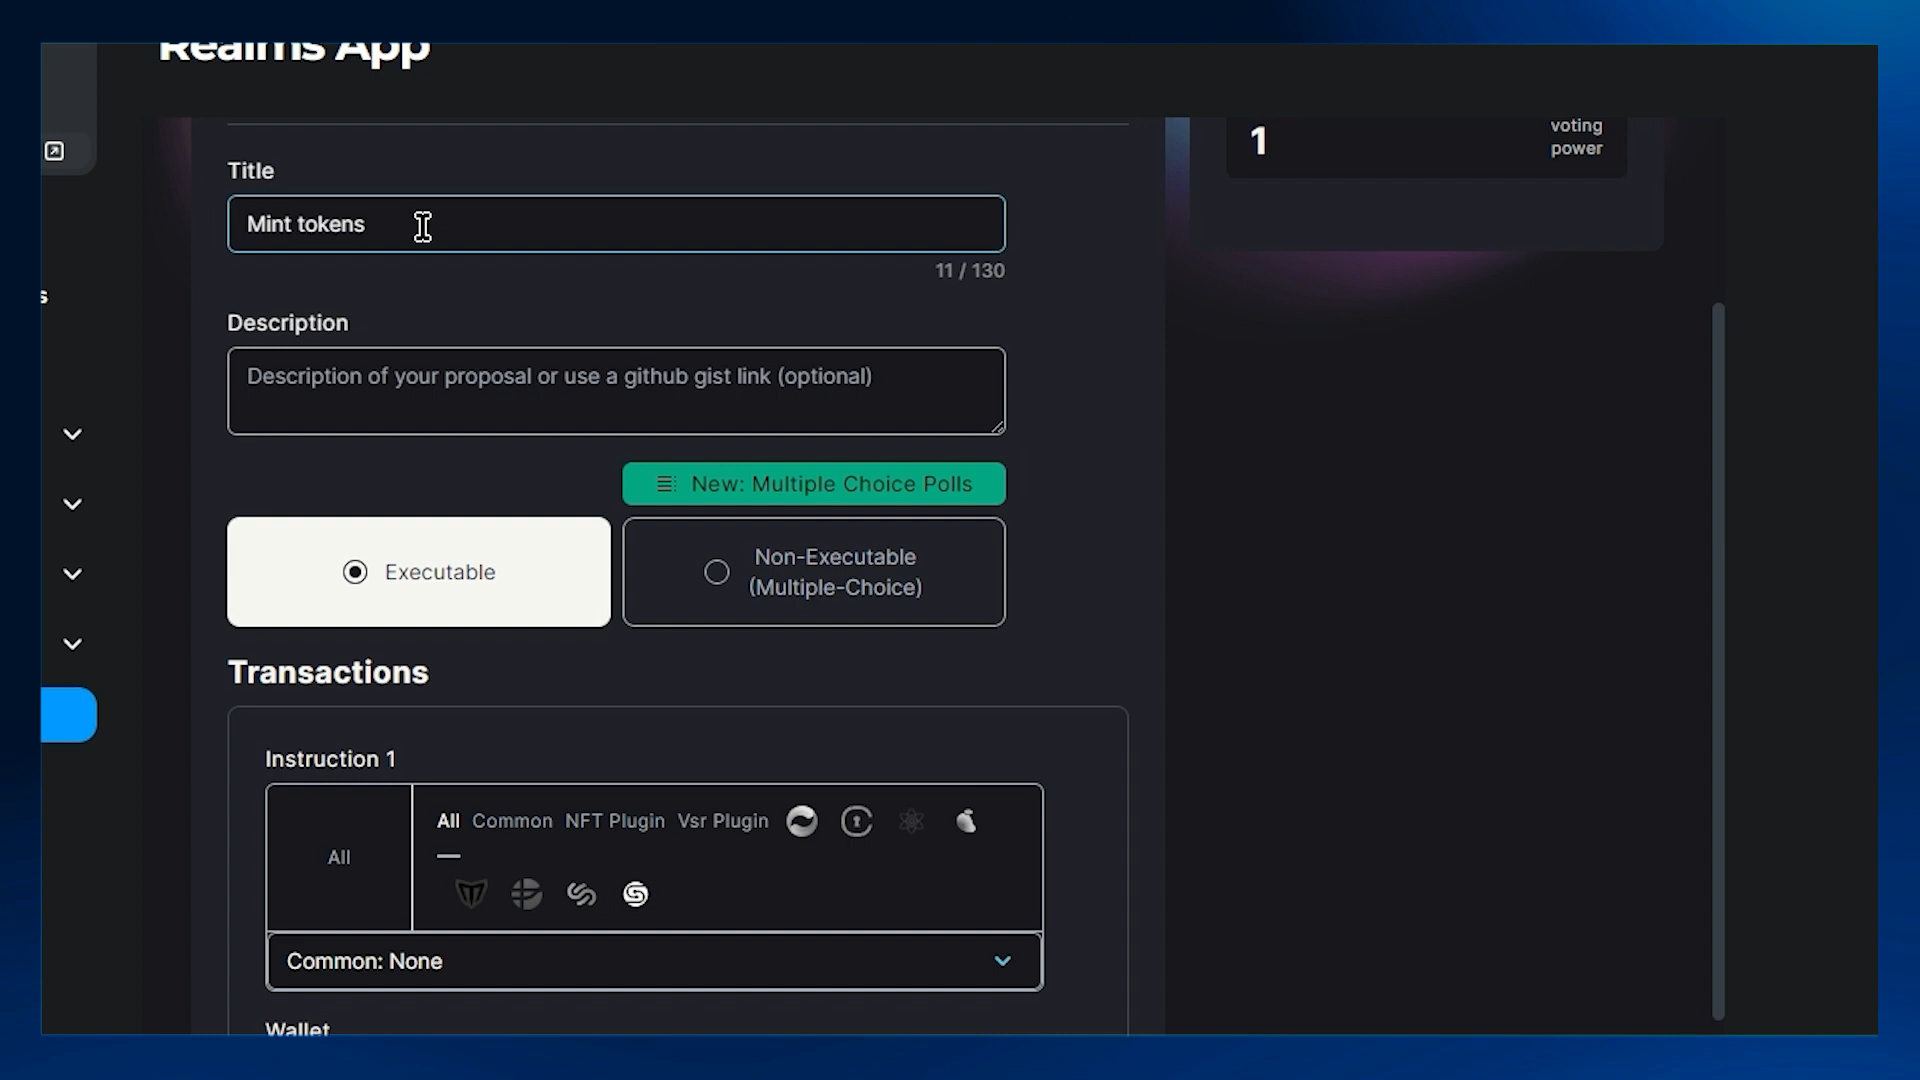 Realms App
1
voting
power
Title
Mint tokens
11 / 130
s
Description
Description of your proposal or use a github gist link (optional)
New: Multiple Choice Polls
Executable
Non-Executable
(Multiple-Choice)
Transactions
Instruction 1
All
All Common NFT Plugin Vsr Plugin
Common: None
Wallet